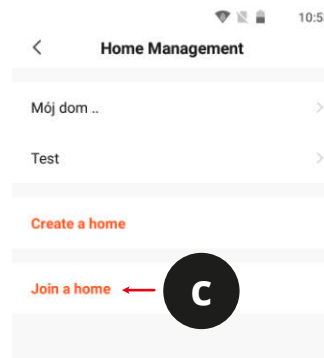 10:5
Home Management
Mój dom ..
Test
Create a home
Join a home
C